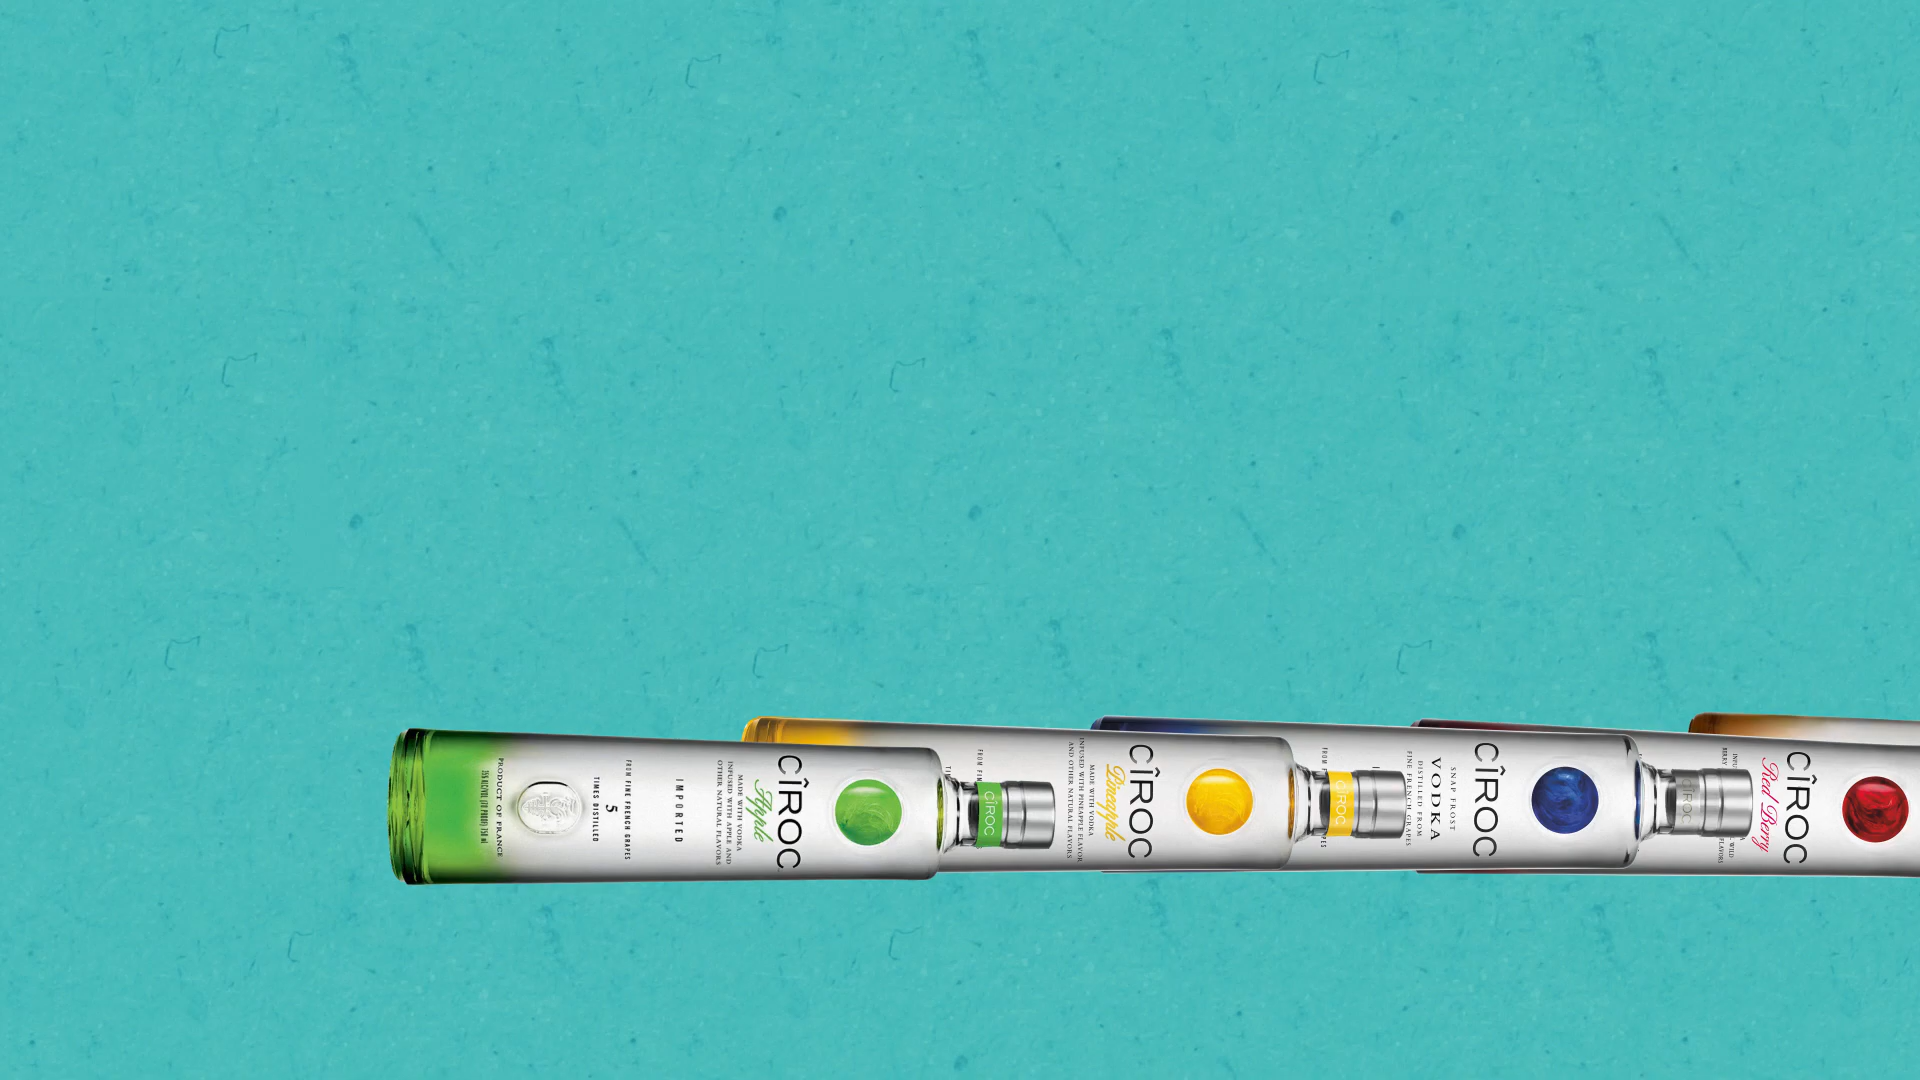 CÎROC
Apple
MADE WITH VODKA
INFUSED WITH APPLE AND
OTHER NATURAL FLAVORS
IMPORTED
FROM FINE FRENCH GRAPES
5
TIMES DISTILLED
PRODUCT OF FRANCE
CÎROC
CÎROC
Pineapple
MADE WITH VODKA
INFUSED WITH PINEAPPLE FLAVOR
AND OTHER NATURAL FLAVORS
CÎROC
CÎROC
SNAP FROST
VODKA
DISTILLED FROM
FINE FRENCH GRAPES
CÎROC
CÎROC
Red Berry